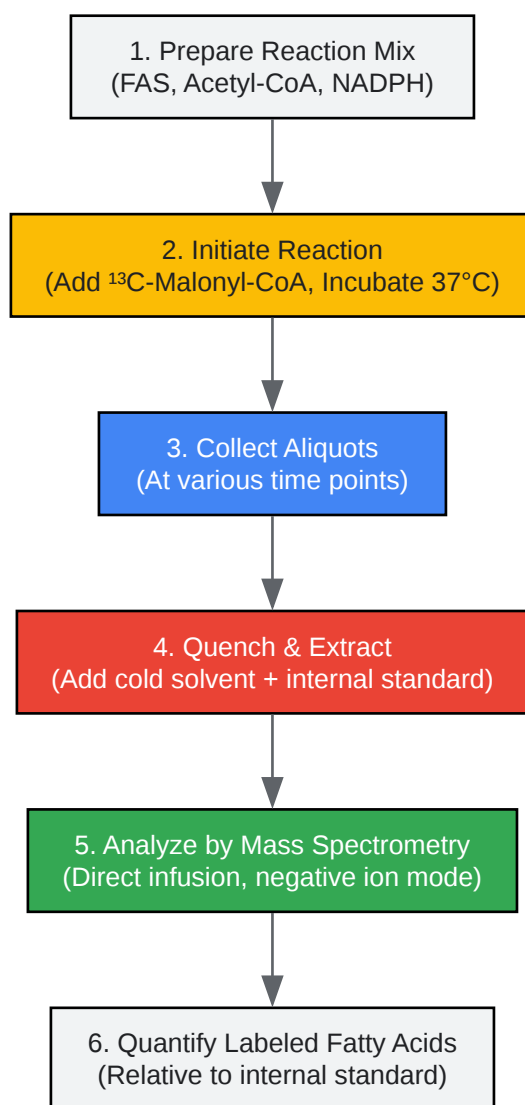 1. Prepare Reaction Mix
(FAS, Acetyl-CoA, NADPH)
2. Initiate Reaction
(Add ¹³C-Malonyl-CoA, Incubate 37°C)
3. Collect Aliquots
(At various time points)
4. Quench & Extract
(Add cold solvent + internal standard)
5. Analyze by Mass Spectrometry
(Direct infusion, negative ion mode)
6. Quantify Labeled Fatty Acids
(Relative to internal standard)